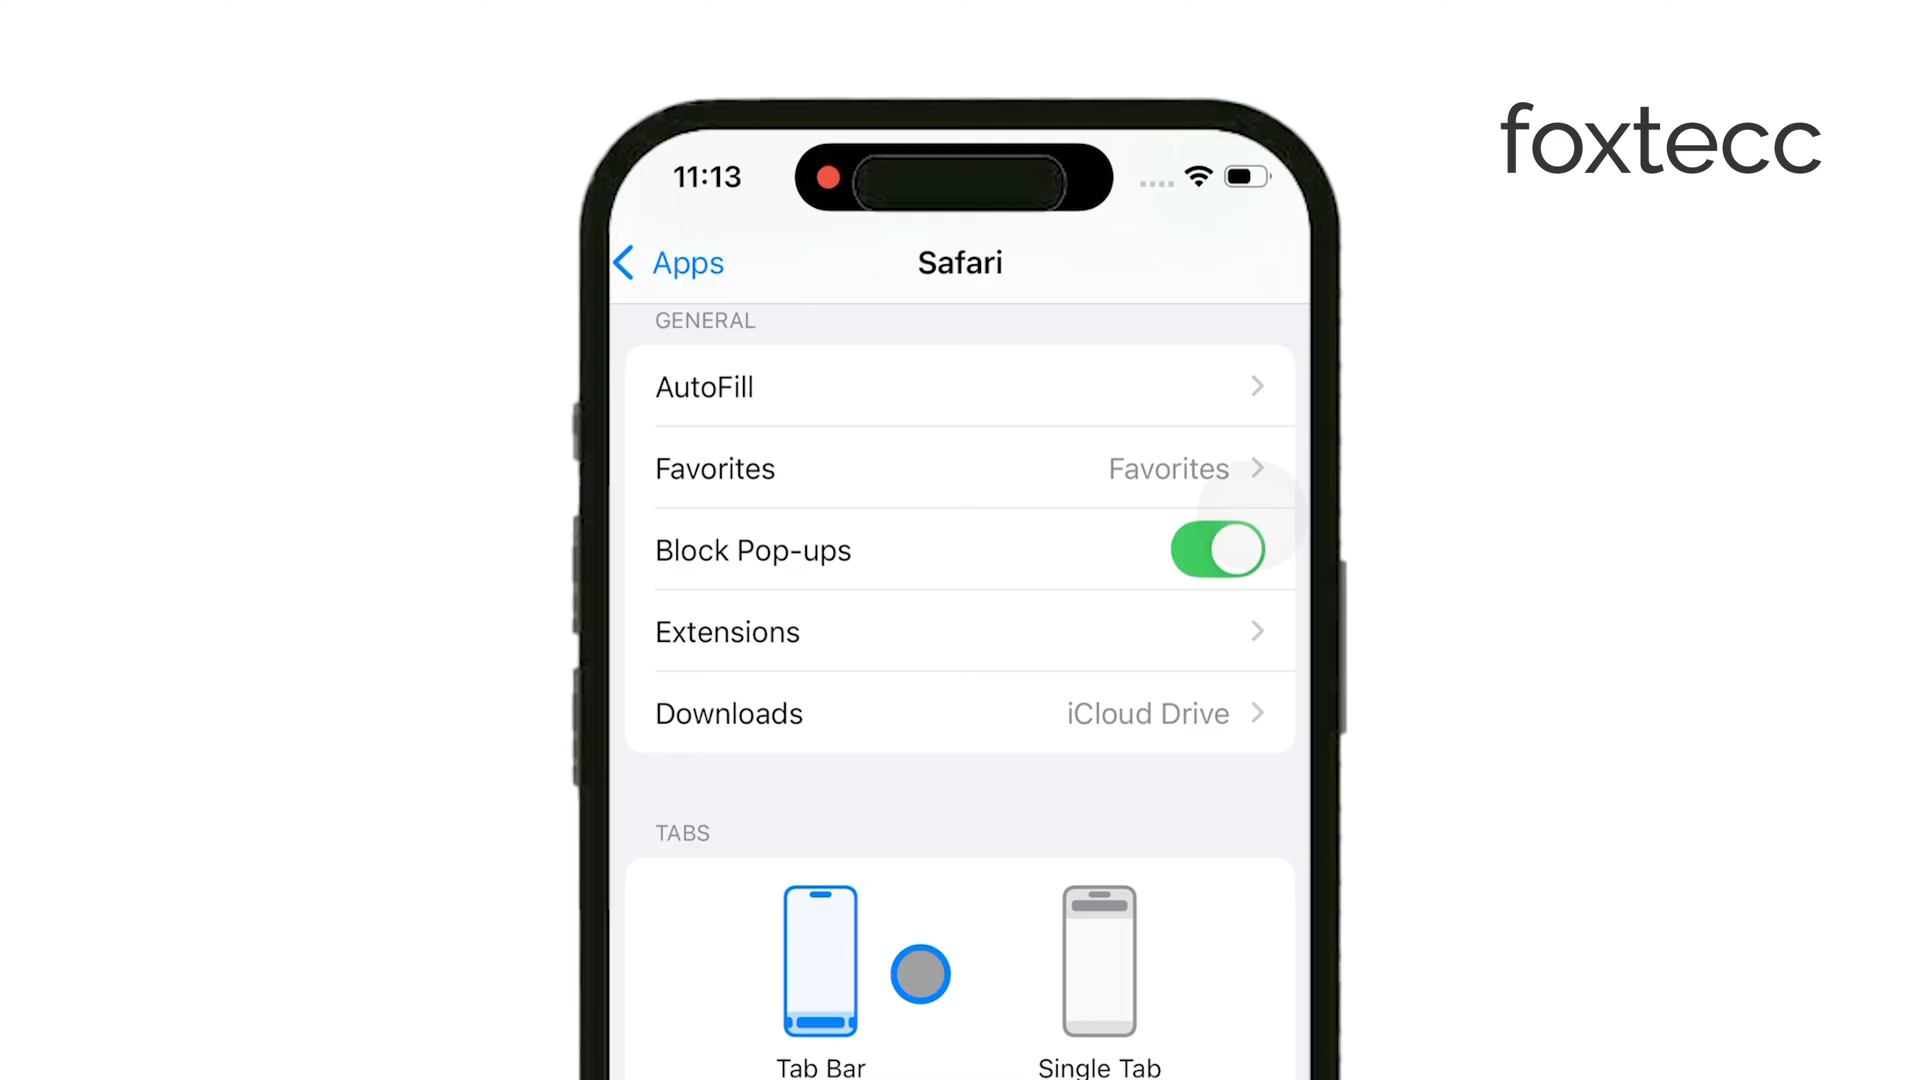 foxtecc
11:13
Apps
Safari
GENERAL
AutoFill
Favorites Favorites
Block Pop-ups
Extensions
Downloads iCloud Drive
TABS
Tab Bar Single Tab